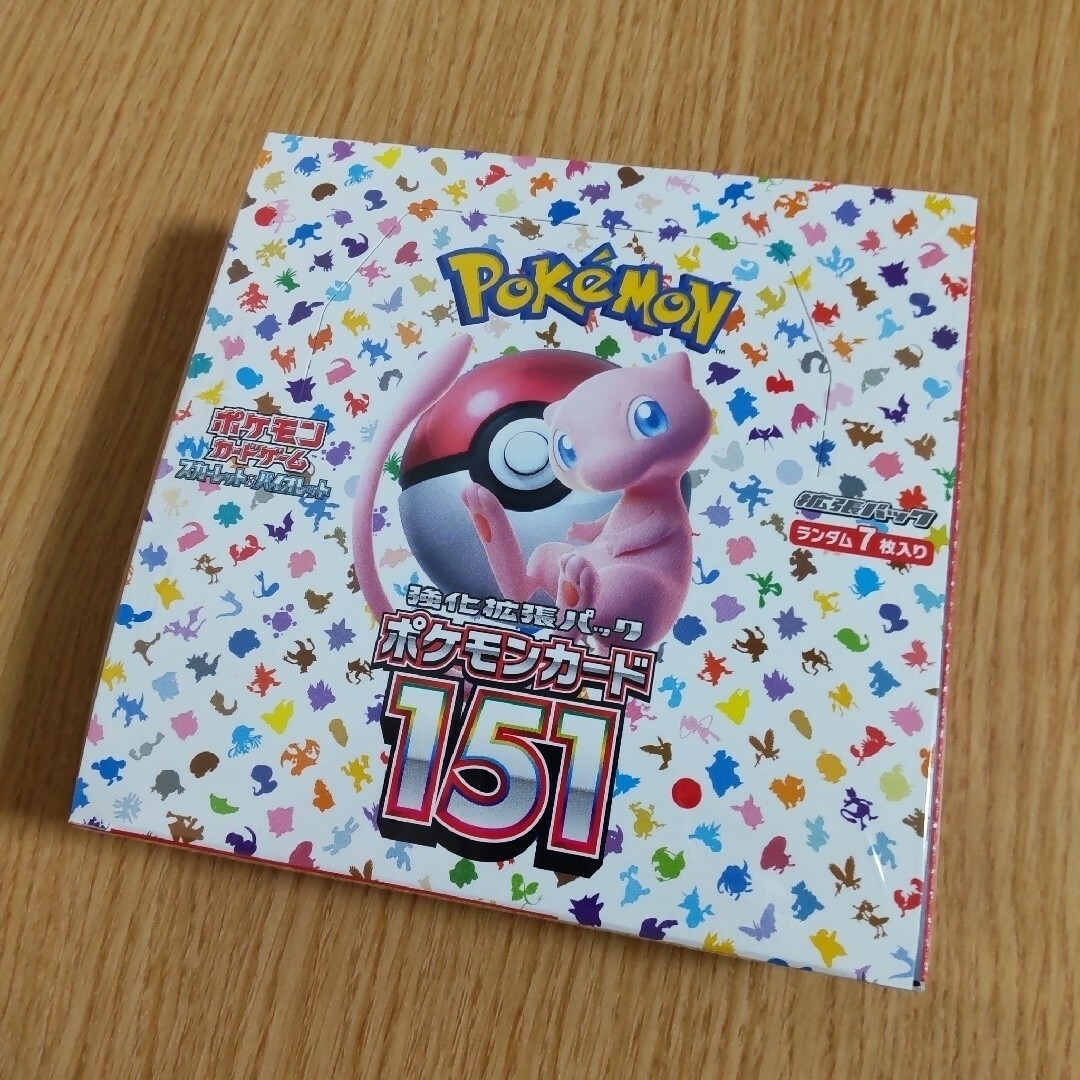 POKéMON
TM
ポケモン
カードゲーム
スカーレット&バイオレット
拡張パック
ランダム7枚入り
強化拡張パック
ポケモンカード
151